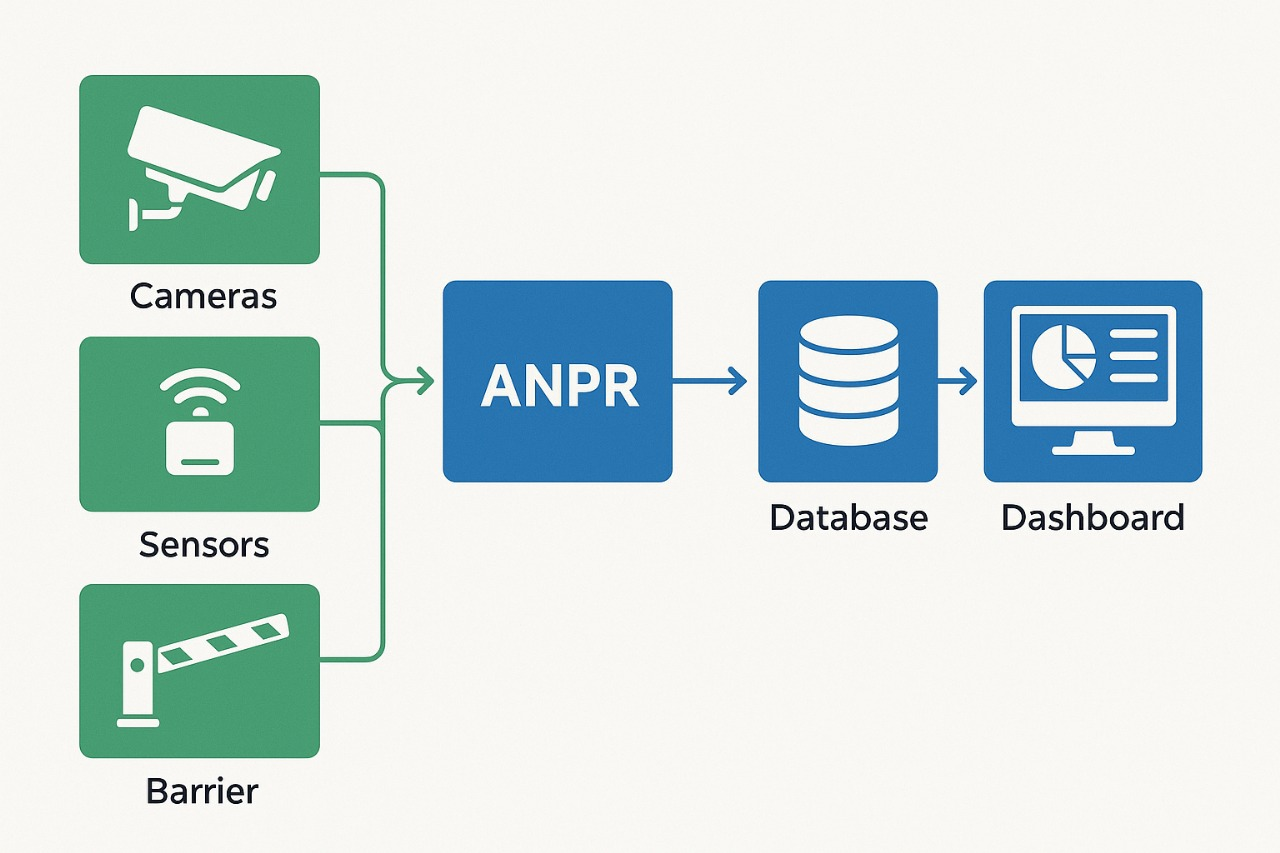 Cameras
Sensors
Barrier
ANPR
Database
Dashboard